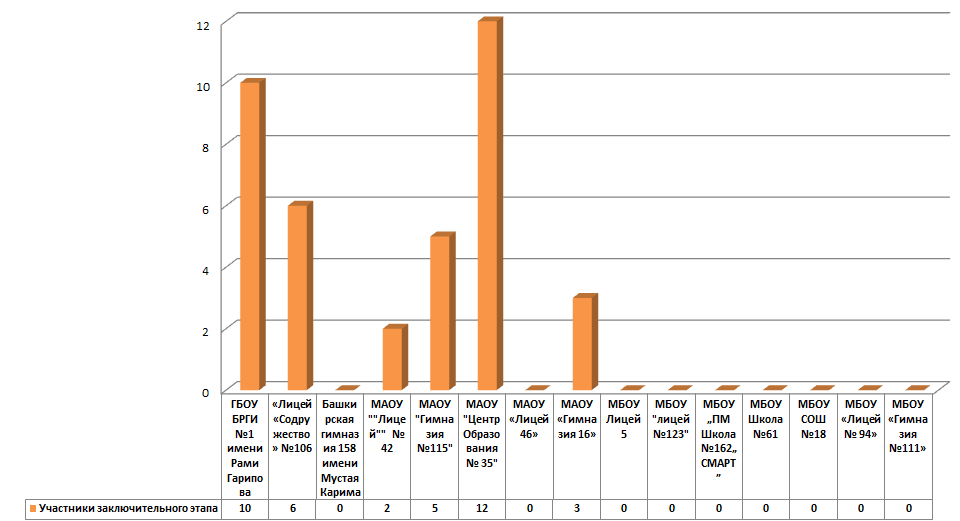 12
10
8
6
4
2
0
ГБОУ
БРГИ
№1
имени
Рами
Гарипо
ва
«Лицей
«Содру
жество
» №106
Башки
рская
гимназ
ия 158
имени
Мустая
Карима
МАОУ
""Лице
й"" №
42
МАОУ
"Гимна
зия
№115"
МАОУ
"Центр
Образо
вания
№ 35"
МАОУ
«Лицей
46»
МАОУ
«Гимна
зия 16»
МБОУ
Лицей
5
МБОУ
"лицей
№123"
МБОУ
„ПМ
Школа
№162„
СМАРТ
”
МБОУ
Школа
№61
МБОУ
СОШ
№18
МБОУ
«Лицей
№ 94»
МБОУ
«Гимна
зия
№111»
Участники заключительного этапа 10 6 0 2 5 12 0 3 0 0 0 0 0 0 0